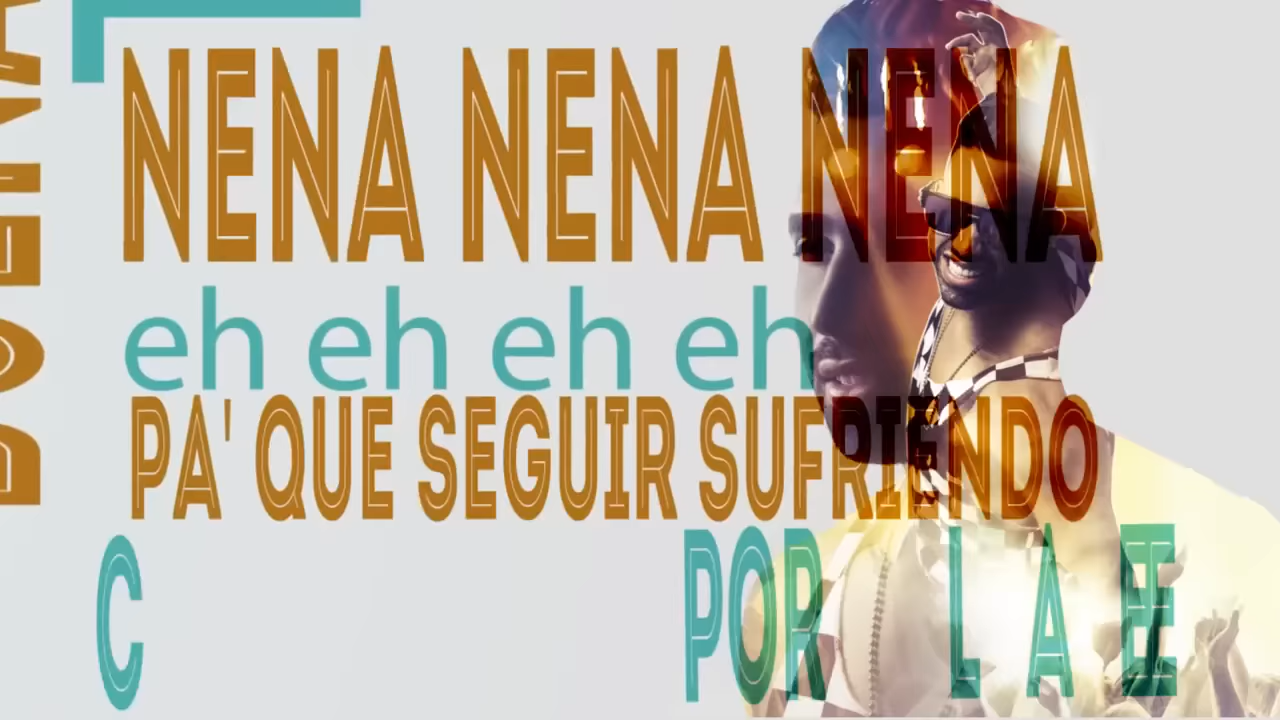 NENA NENA NENA
eh eh eh eh
PA' QUE SEGUIR SUFRIENDO
C POR L A